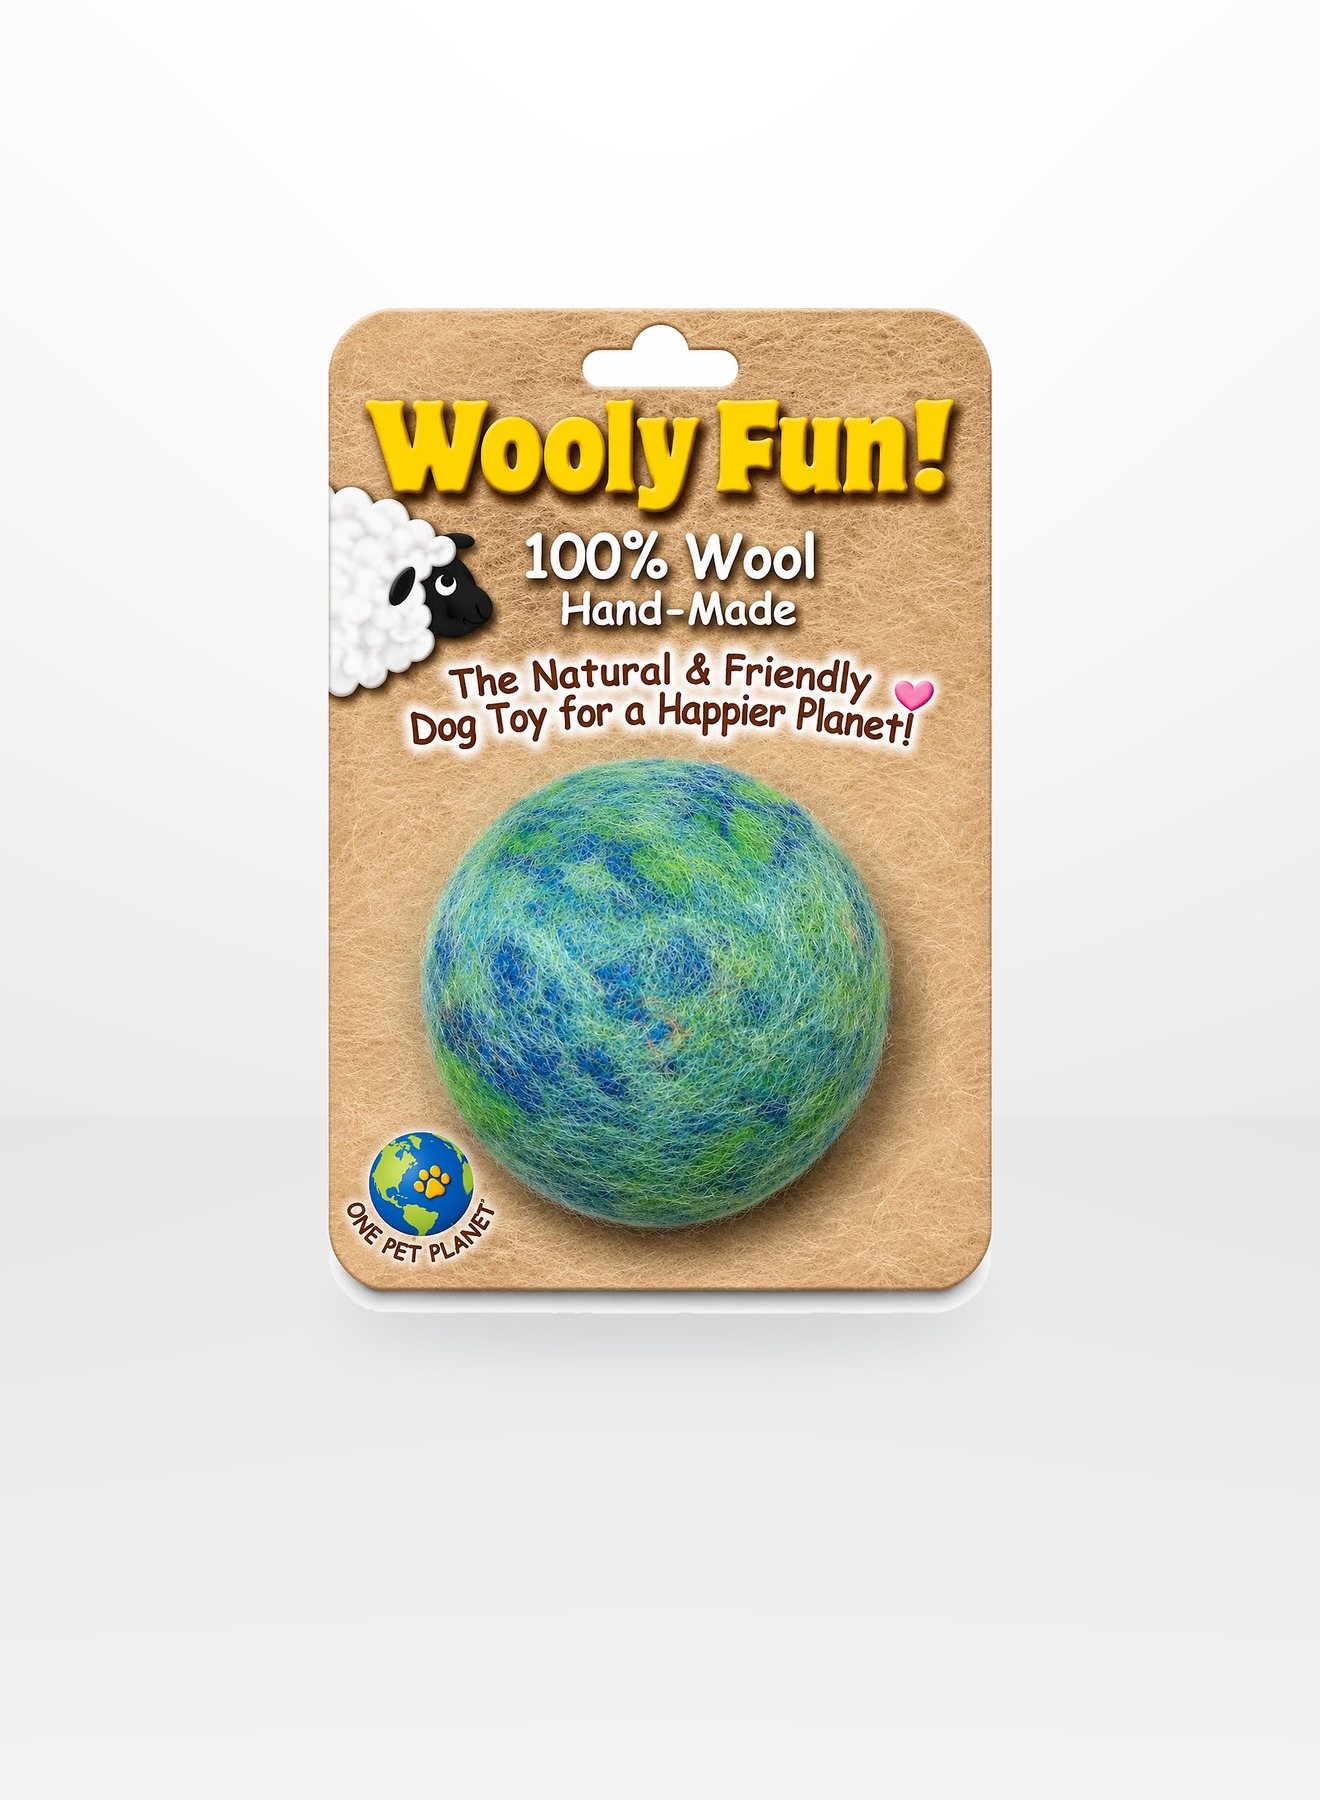 Wooly Fun!
100% Wool
Hand-Made
The Natural & Friendly
Dog Toy for a Happier Planet!
ONE PET PLANET